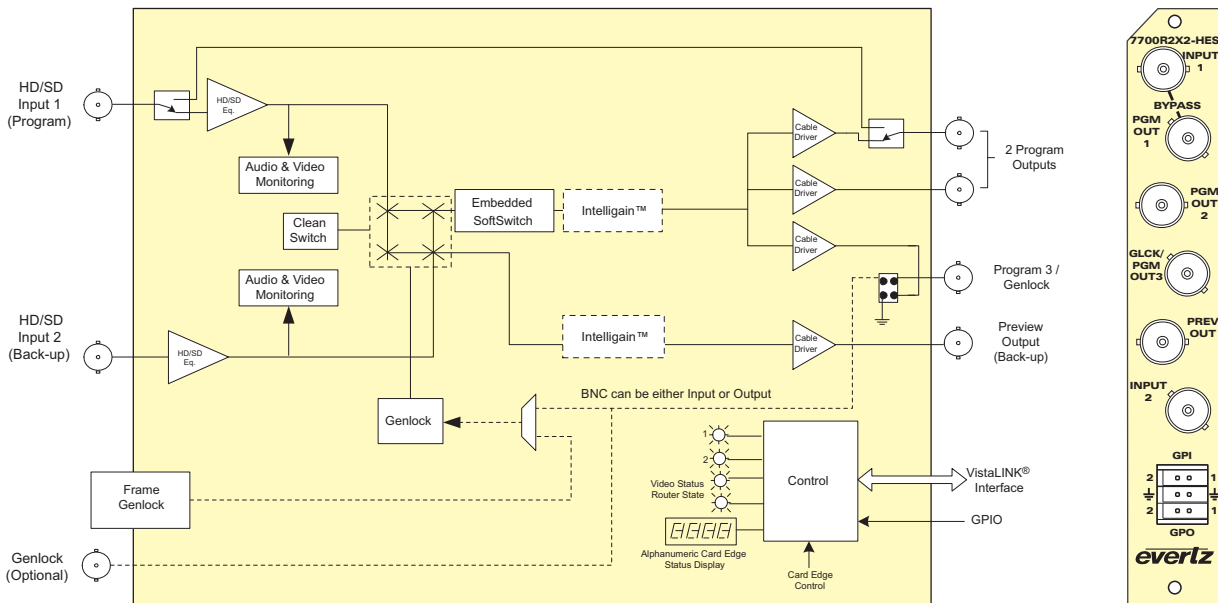 HD/SD
Input 1
(Program)
HD/SD
Eq.
Audio & Video
Monitoring
Clean
Switch
Embedded
SoftSwitch
Intelligain™
Cable
Driver
Cable
Driver
Cable
Driver
2 Program
Outputs
Audio & Video
Monitoring
Program 3 /
Genlock
HD/SD
Input 2
(Back-up)
HD/SD
Eq.
Intelligain™
Cable
Driver
Preview
Output
(Back-up)
BNC can be either Input or Output
Genlock
Frame
Genlock
Genlock
(Optional)
1
2
Video Status
Router State
Alphanumeric Card Edge
Status Display
Control
Card Edge
Control
VistaLINK®
Interface
GPIO
7700R2X2-HES
INPUT
1
BYPASS
PGM
OUT
1
PGM
OUT
2
GLCK/
PGM
OUT3
PREV
OUT
INPUT
2
GPI
2 1
2 1
GPO
evertz